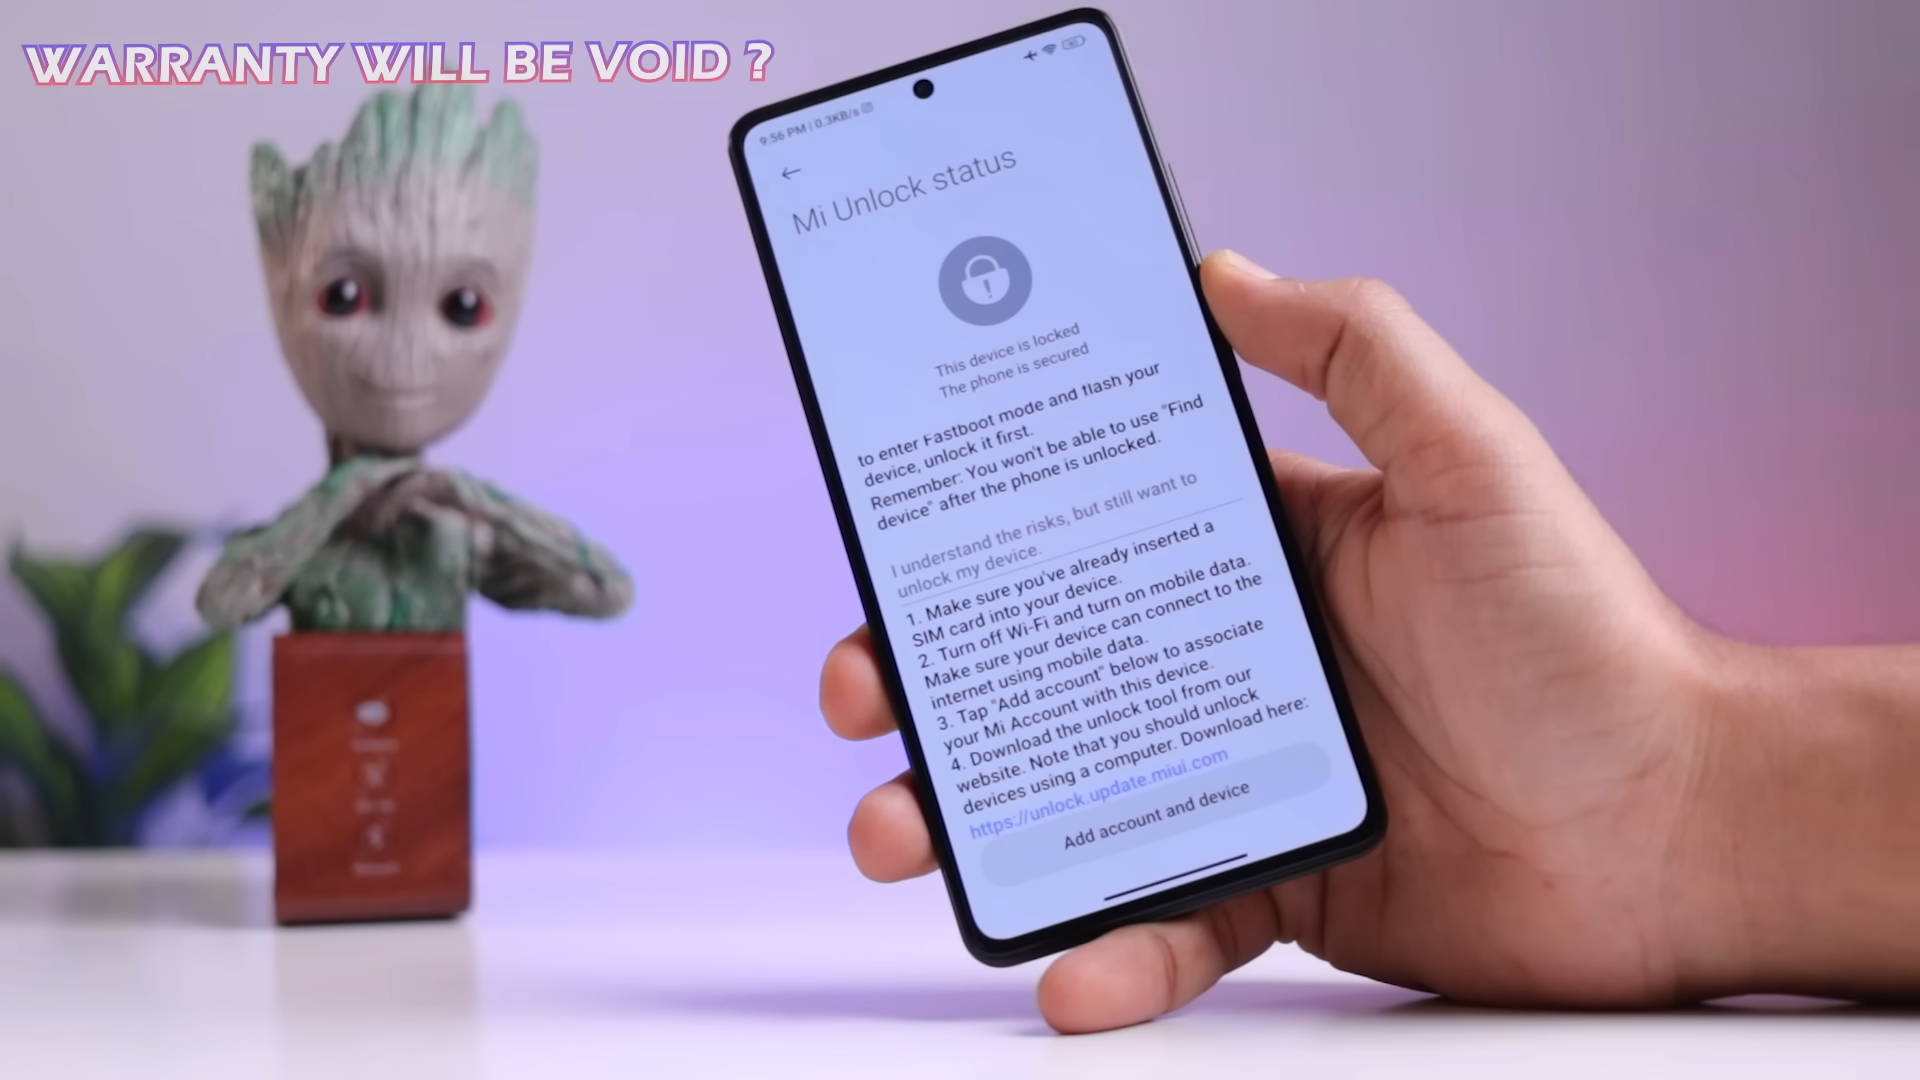 WARRANTY WILL BE VOID ?
9:56 PM | 0.3KB/s
Mi Unlock status
This device is locked
The phone is secured
to enter Fastboot mode and flash your
device, unlock it first.
Remember: You won't be able to use "Find
device" after the phone is unlocked.
I understand the risks, but still want to
unlock my device.
1. Make sure you've already inserted a
SIM card into your device.
2. Turn off Wi-Fi and turn on mobile data.
Make sure your device can connect to the
internet using mobile data.
3. Tap "Add account" below to associate
your Mi Account with this device.
4. Download the unlock tool from our
website. Note that you should unlock
devices using a computer. Download here:
https://unlock.update.miui.com
Add account and device